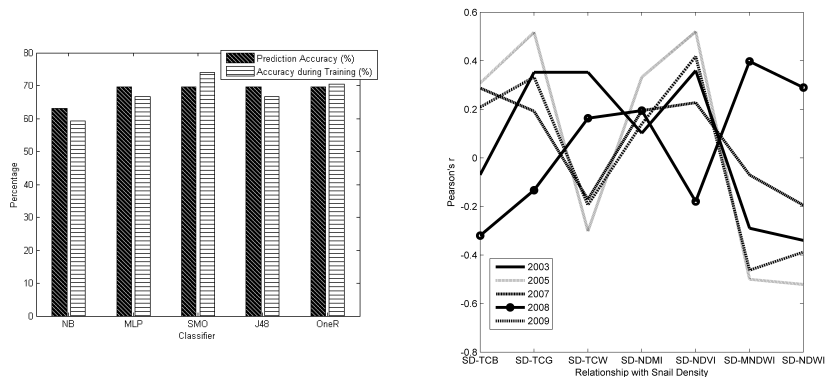 Prediction Accuracy (%)
Accuracy during Training (%)
80
70
60
50
40
30
20
10
0
Percentage
NB MLP SMO J48 OneR
Classifier
0.6
0.4
0.2
0
-0.2
-0.4
-0.6
-0.8
Pearson's r
2003
2005
2007
2008
2009
SD-TCB SD-TCG SD-TCW SD-NDMI SD-NDVI SD-MNDWI SD-NDWI
Relationship with Snail Density